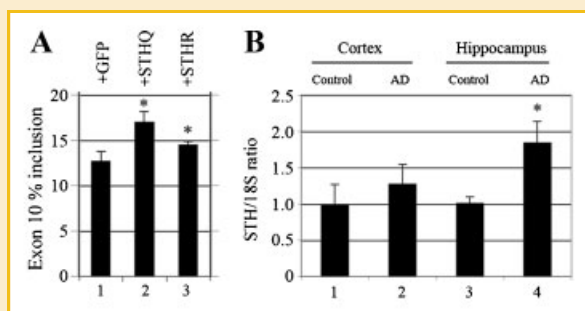 A
+GFP
+STHQ
+STHR
Exon 10 % inclusion
20
15
10
5
0
*
*
1 2 3
B
Cortex Hippocampus
Control AD Control AD
STH/18S ratio
2.5
2.0
1.5
1.0
0.5
0
*
1 2 3 4